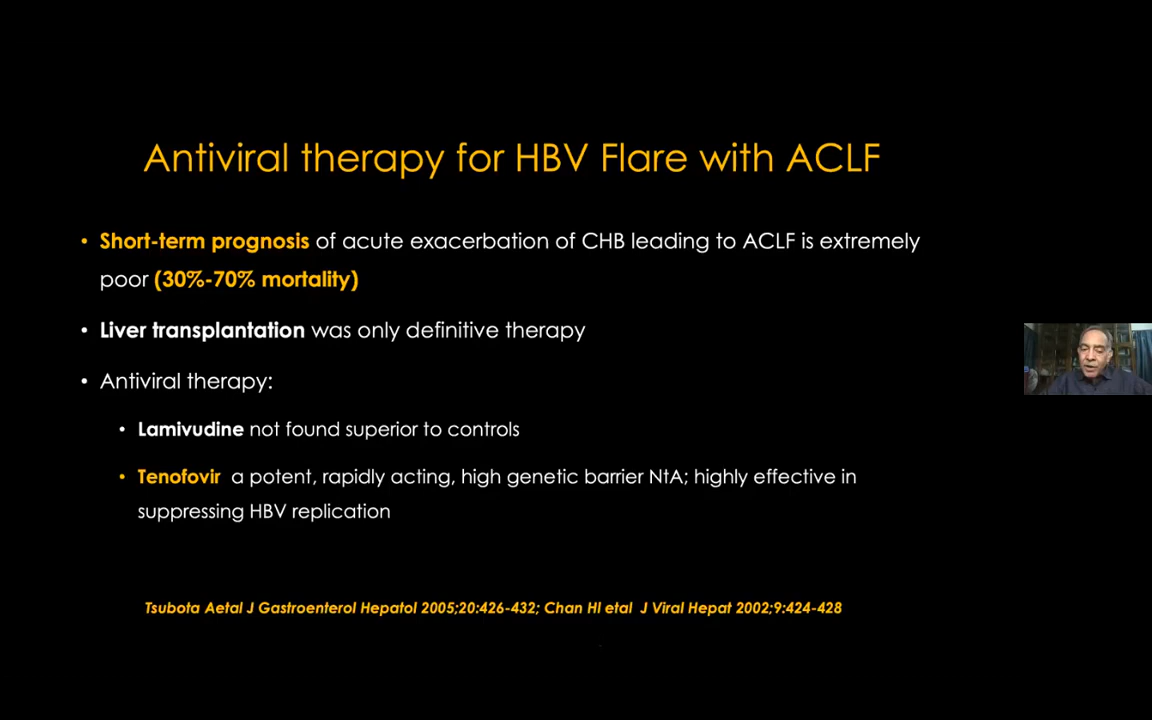 Antiviral therapy for HBV Flare with ACLF
• Short-term prognosis of acute exacerbation of CHB leading to ACLF is extremely
poor (30%-70% mortality)
• Liver transplantation was only definitive therapy
• Antiviral therapy:
• Lamivudine not found superior to controls
• Tenofovir a potent, rapidly acting, high genetic barrier NtA; highly effective in
suppressing HBV replication
Tsubota Aetal J Gastroenterol Hepatol 2005;20:426-432; Chan HI etal J Viral Hepat 2002;9:424-428